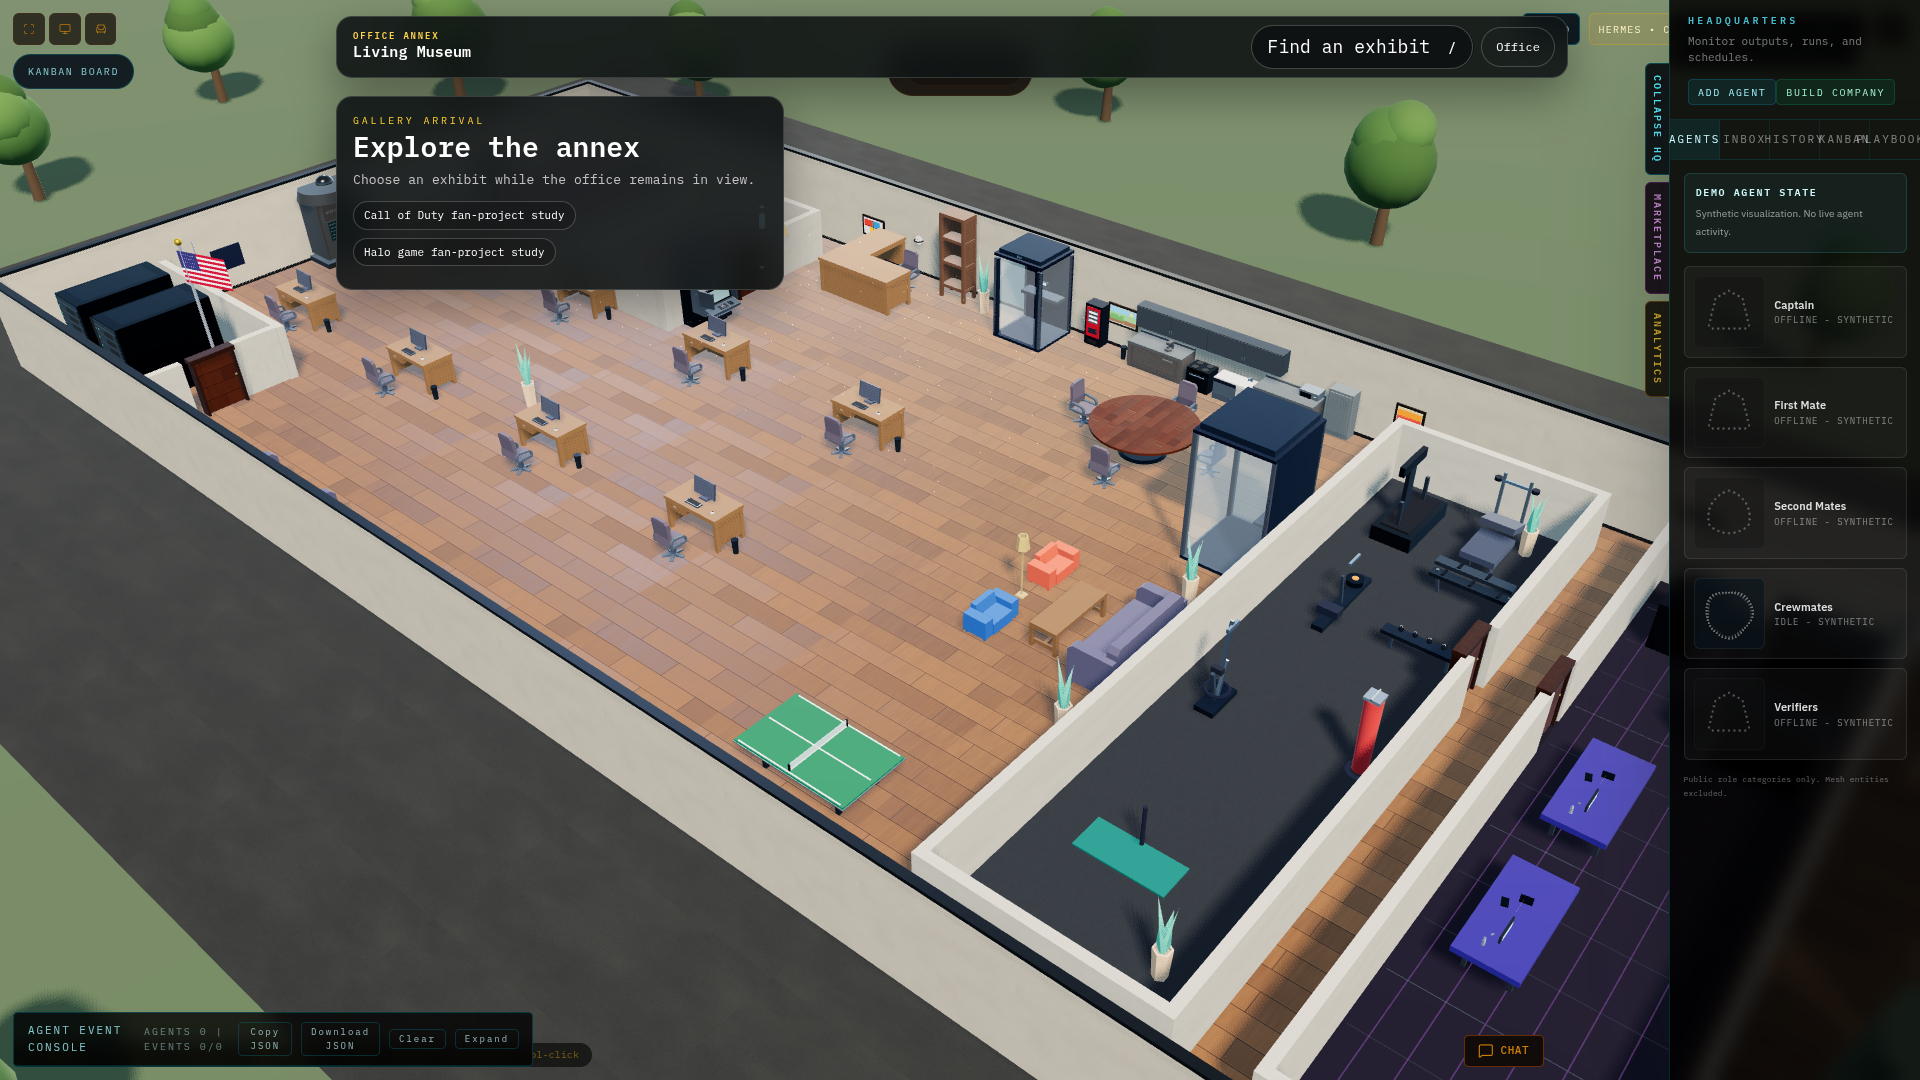 OFFICE ANNEX
Living Museum
Find an exhibit /
Office
HERMES •
KANBAN BOARD
GALLERY ARRIVAL
Explore the annex
Choose an exhibit while the office remains in view.
Call of Duty fan-project study
Halo game fan-project study
COLLAPSE HQ
MARKETPLACE
ANALYTICS
HEADQUARTERS
Monitor outputs, runs, and
schedules.
ADD AGENT
BUILD COMPANY
AGENTS
INBOX
HISTORY
KANBAN
PLAYBOOK
DEMO AGENT STATE
Synthetic visualization. No live agent
activity.
Captain
OFFLINE - SYNTHETIC
First Mate
OFFLINE - SYNTHETIC
Second Mates
OFFLINE - SYNTHETIC
Crewmates
IDLE - SYNTHETIC
Verifiers
OFFLINE - SYNTHETIC
Public role categories only. Mesh entities
excluded.
AGENT EVENT
CONSOLE
AGENTS 0 |
EVENTS 0/0
Copy
JSON
Download
JSON
Clear
Expand
ol-click
CHAT